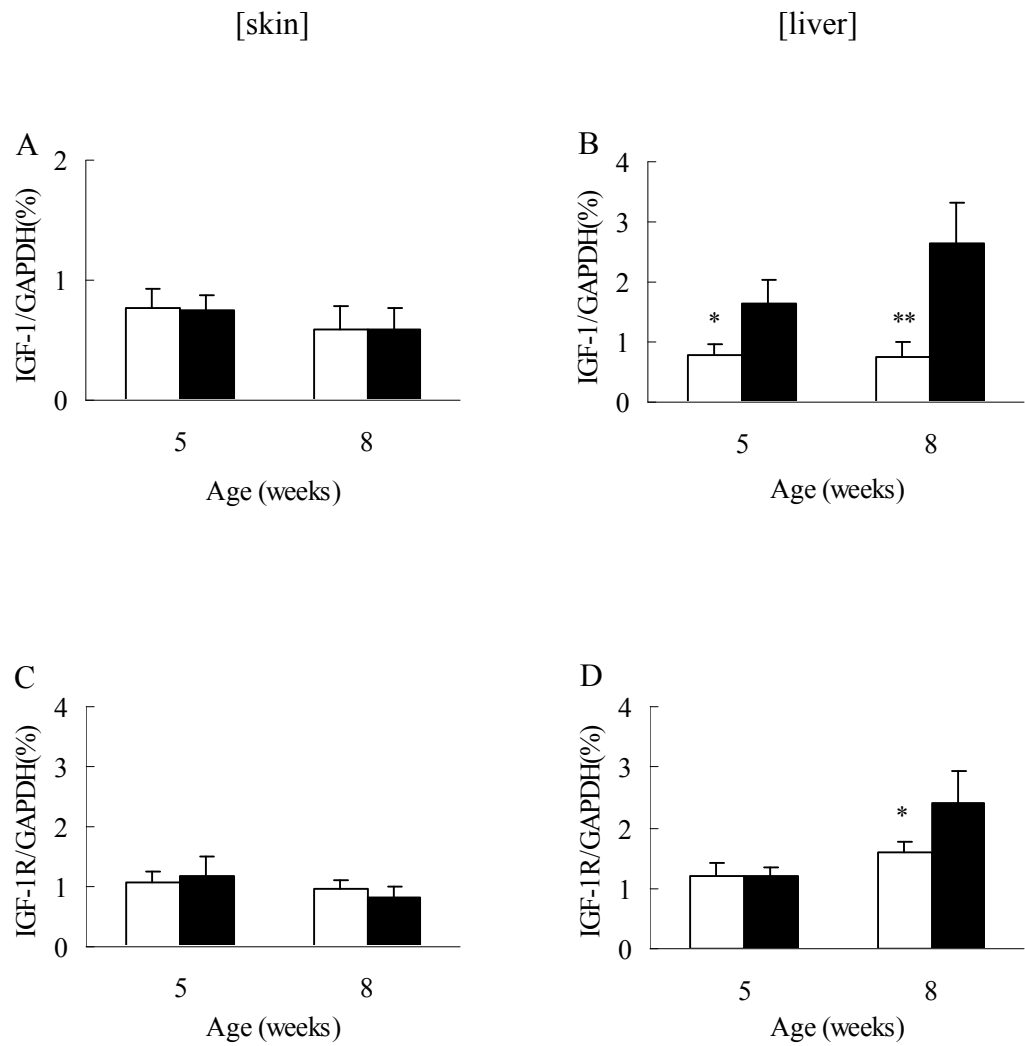 [skin]
[liver]
A
IGF-1/GAPDH(%)
2
1
0
5
8
Age (weeks)
B
IGF-1/GAPDH(%)
4
3
2
1
0
*
**
5
8
Age (weeks)
C
IGF-1R/GAPDH(%)
4
3
2
1
0
5
8
Age (weeks)
D
IGF-1R/GAPDH(%)
4
3
2
1
0
*
5
8
Age (weeks)